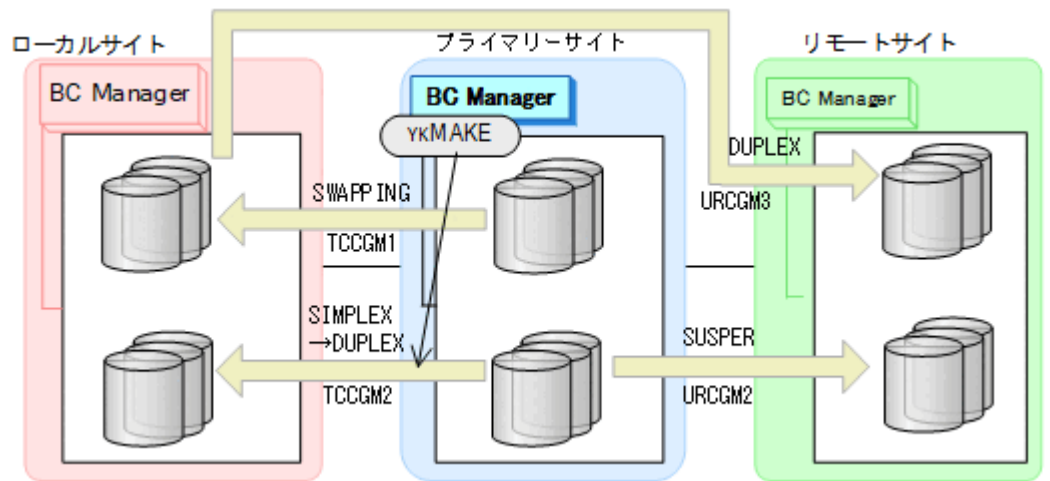 ローカルサイト
プライマリーサイト
リモートサイト
BC Manager
BC Manager
BC Manager
YKMAKE
DUPLEX
SWAPPING
URCGM3
TCCGM1
SIMPLEX
→DUPLEX
SUSPER
TCCGM2
URCGM2